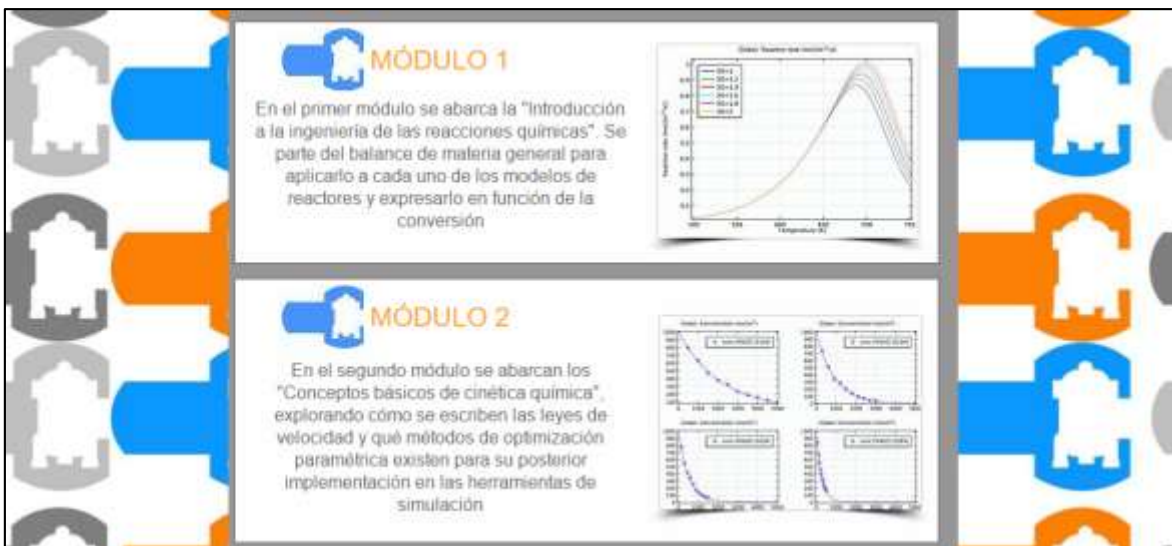 MÓDULO 1
En el primer módulo se abarca la "Introducción
a la ingeniería de las reacciones químicas". Se
parte del balance de materia general para
aplicarlo a cada uno de los modelos de
reactores y expresarlo en función de la
conversión
MÓDULO 2
En el segundo módulo se abarcan los
"Conceptos básicos de cinética química",
explorando cómo se escriben las leyes de
velocidad y qué métodos de optimización
paramétrica existen para su posterior
implementación en las herramientas de
simulación